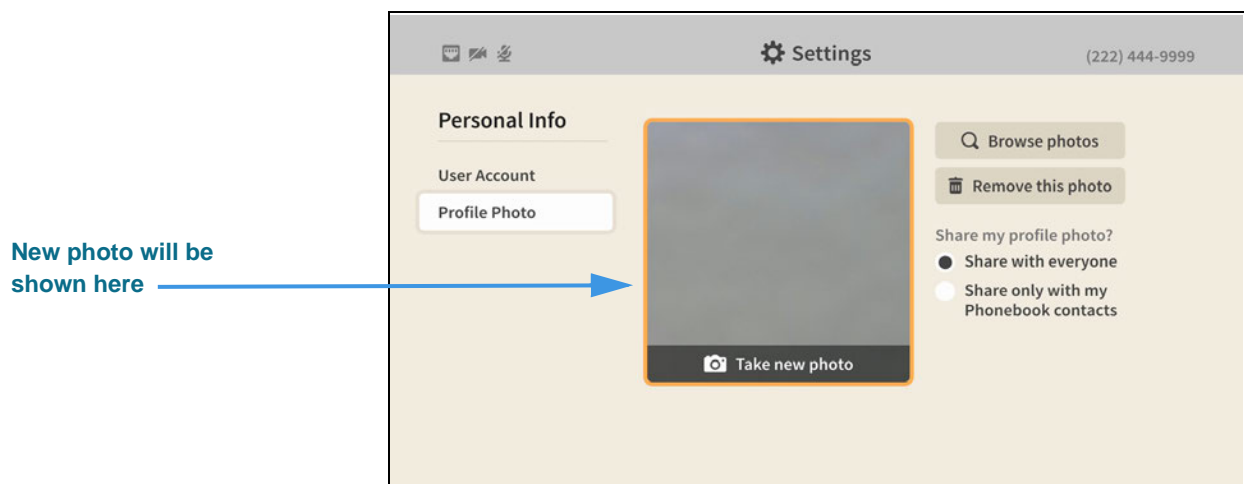 Settings
(222) 444-9999
Personal Info
User Account
Profile Photo
New photo will be
shown here
Take new photo
Browse photos
Remove this photo
Share my profile photo?
Share with everyone
Share only with my
Phonebook contacts